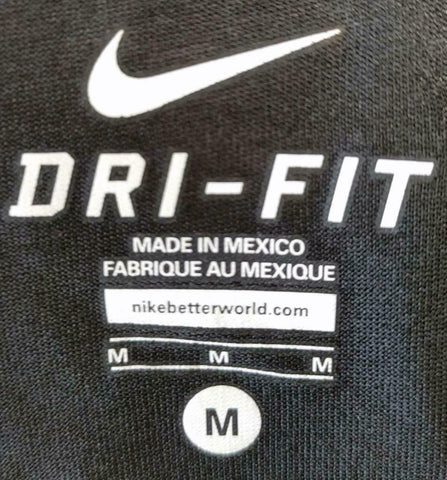 DRI-FIT
MADE IN MEXICO
FABRIQUE AU MEXIQUE
nikebetterworld.com
M M M
M